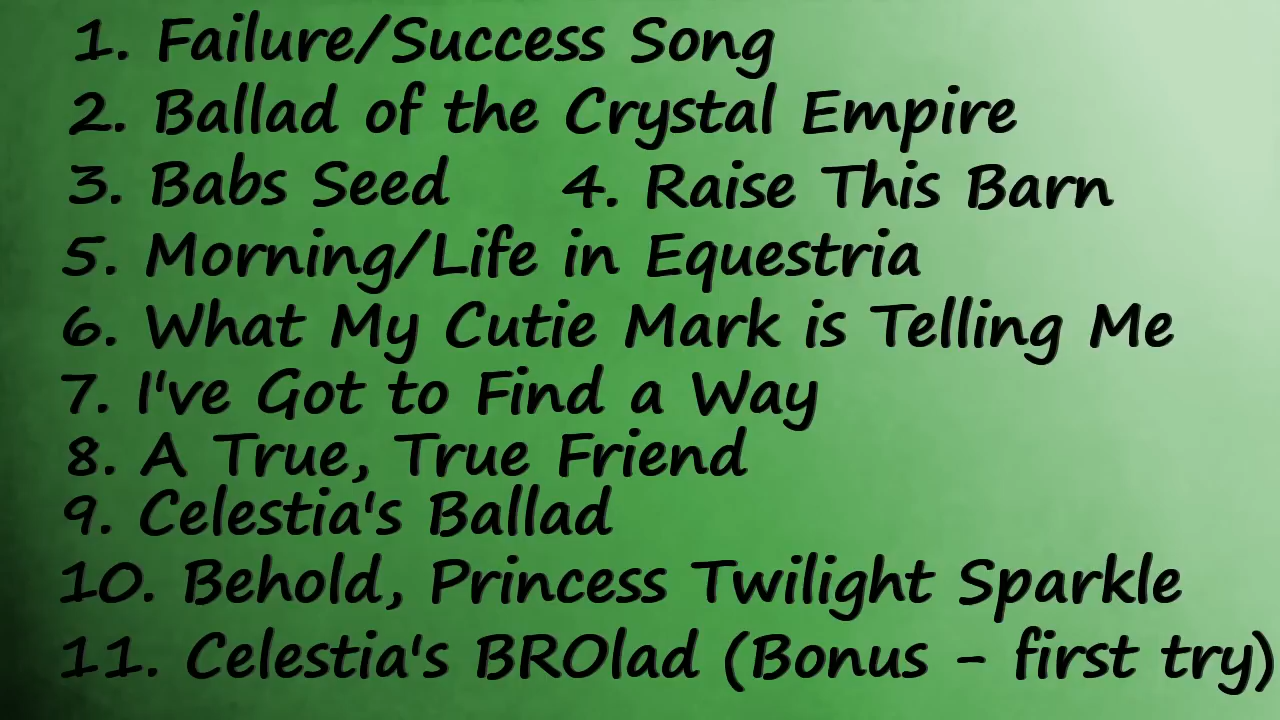 1. Failure/Success Song
2. Ballad of the Crystal Empire
3. Babs Seed 4. Raise This Barn
5. Morning/Life in Equestria
6. What My Cutie Mark is Telling Me
7. I've Got to Find a Way
8. A True, True Friend
9. Celestia's Ballad
10. Behold, Princess Twilight Sparkle
11. Celestia's BROlad (Bonus - first try)